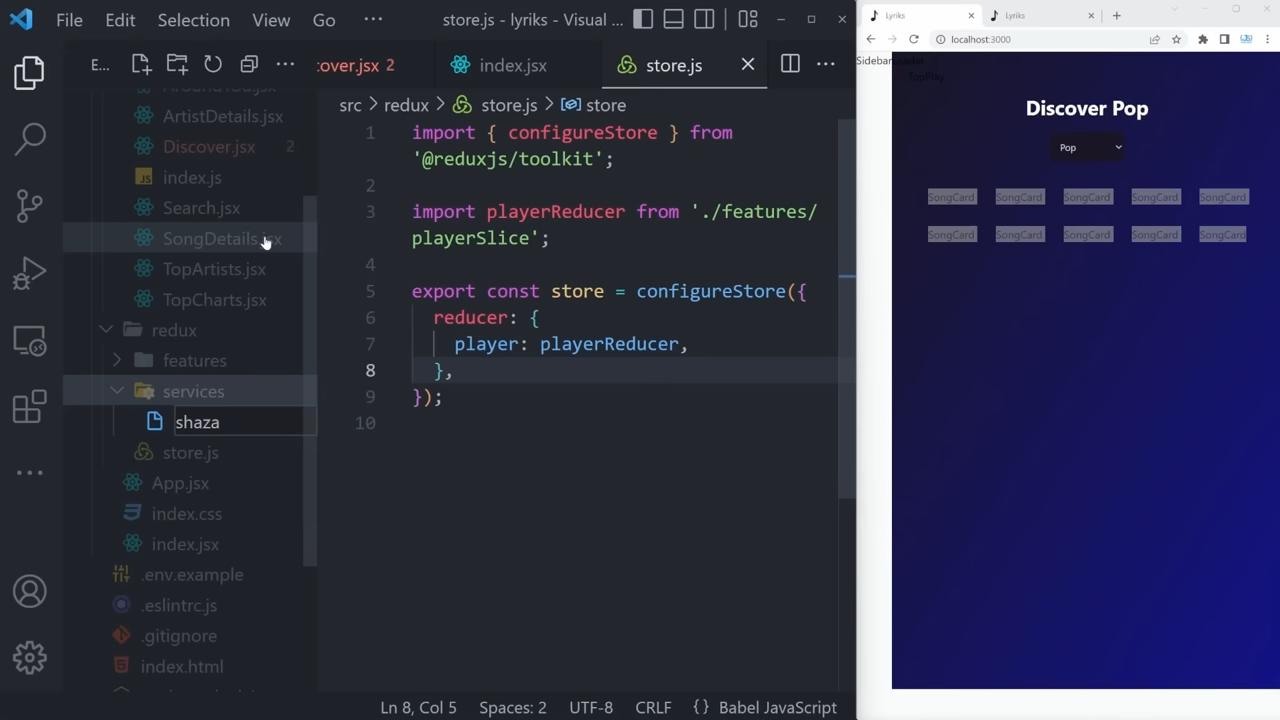 File Edit Selection View Go ··· store.js - lyriks - Visual ...
E... ··· cover.jsx 2 index.jsx store.js ···
src > redux > store.js > store
ArtistDetails.jsx
Discover.jsx 2
JS index.js
Search.jsx
SongDetails.jsx
TopArtists.jsx
TopCharts.jsx
redux
features
services
shaza
store.js
App.jsx
index.css
index.jsx
.env.example
.eslintrc.js
.gitignore
index.html
1 import { configureStore } from
'@reduxjs/toolkit';
2
3 import playerReducer from './features/
playerSlice';
4
5 export const store = configureStore({
6 reducer: {
7 player: playerReducer,
8 },
9 });
10
Ln 8, Col 5 Spaces: 2 UTF-8 CRLF {} Babel JavaScript
Lyriks Lyriks
localhost:3000
TopPlay
Discover Pop
Pop
SongCard SongCard SongCard SongCard SongCard
SongCard SongCard SongCard SongCard SongCard